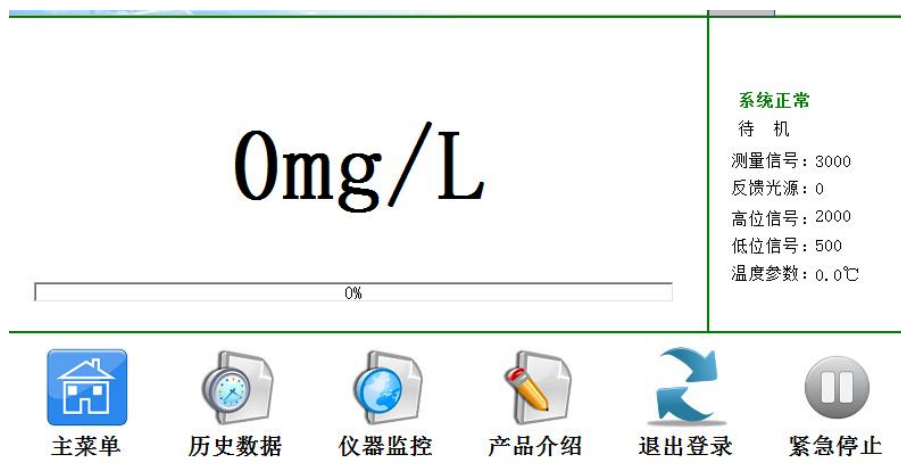 0mg/L
0%
系统正常
待 机
测量信号：3000
反馈光源：0
高位信号：2000
低位信号：500
温度参数：0.0℃
主菜单
历史数据
仪器监控
产品介绍
退出登录
紧急停止